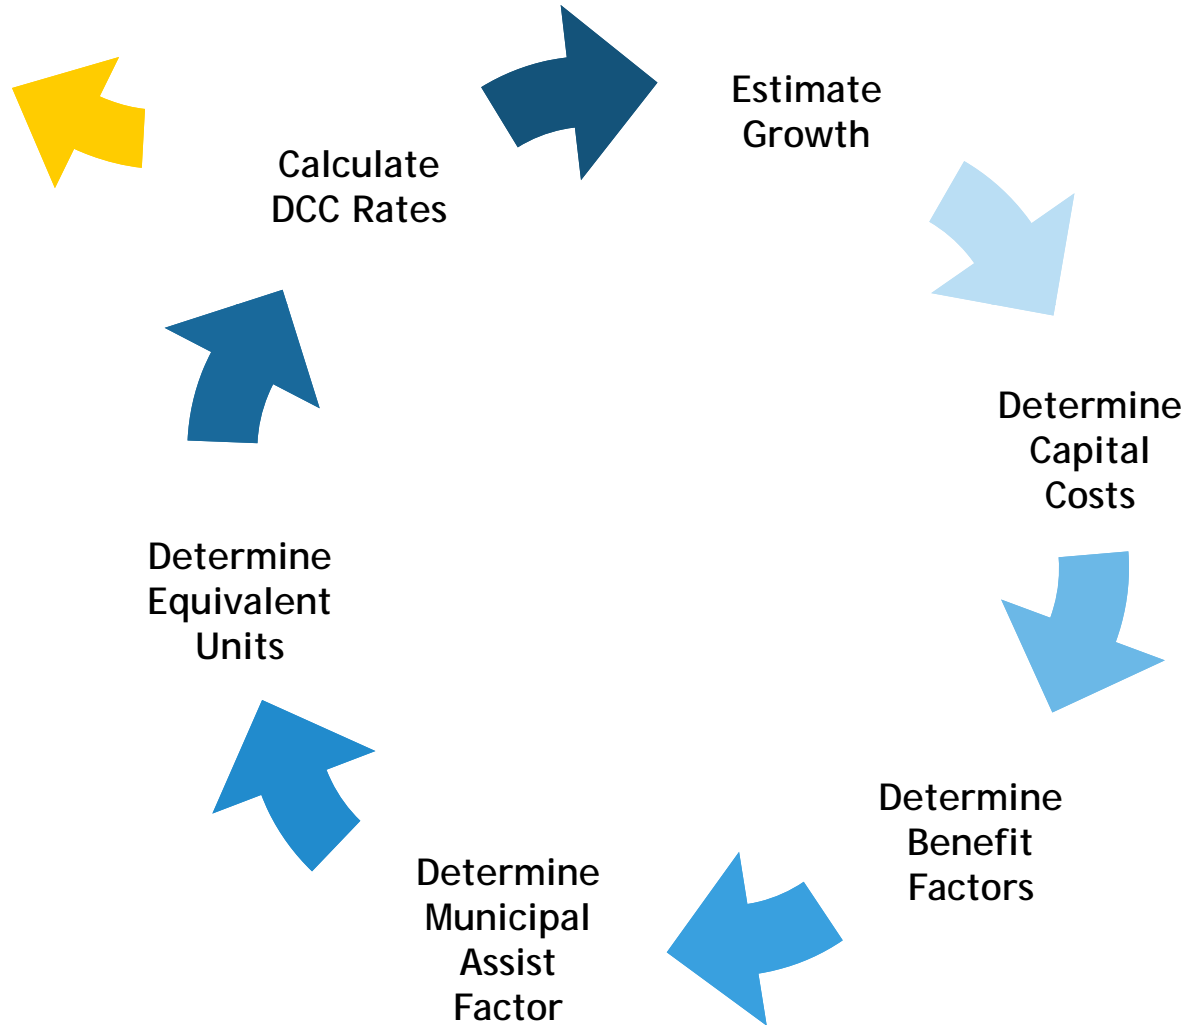 Estimate
Growth
Determine
Capital
Costs
Determine
Benefit
Factors
Determine
Municipal
Assist
Factor
Determine
Equivalent
Units
Calculate
DCC Rates